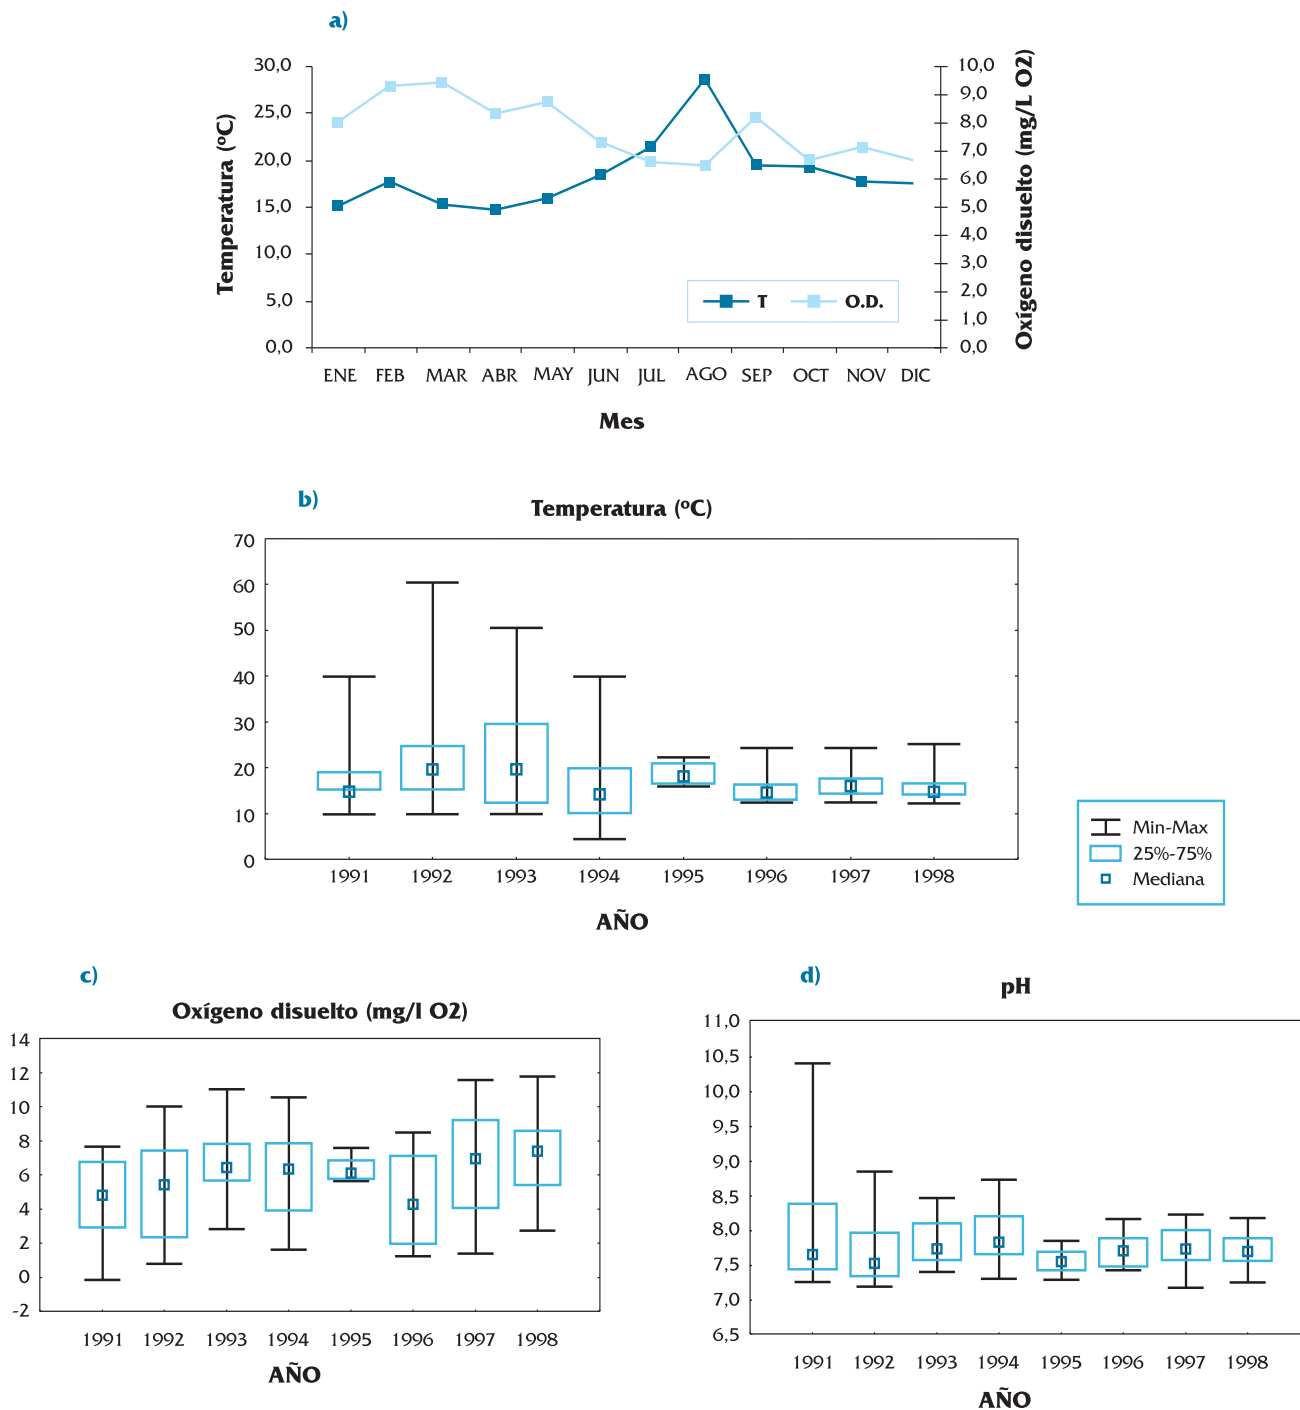 a)
Temperatura (ºC)
30,0
25,0
20,0
15,0
10,0
5,0
0,0
10,0
9,0
8,0
7,0
6,0
5,0
4,0
3,0
2,0
1,0
0,0
Oxígeno disuelto (mg/L O2)
T O.D.
ENE FEB MAR ABR MAY JUN JUL AGO SEP OCT NOV DIC
Mes
b)
Temperatura (ºC)
70
60
50
40
30
20
10
0
1991 1992 1993 1994 1995 1996 1997 1998
AÑO
Min-Max
25%-75%
Mediana
c)
Oxígeno disuelto (mg/l O2)
14
12
10
8
6
4
2
0
-2
1991 1992 1993 1994 1995 1996 1997 1998
AÑO
d)
pH
11,0
10,5
10,0
9,5
9,0
8,5
8,0
7,5
7,0
6,5
1991 1992 1993 1994 1995 1996 1997 1998
AÑO